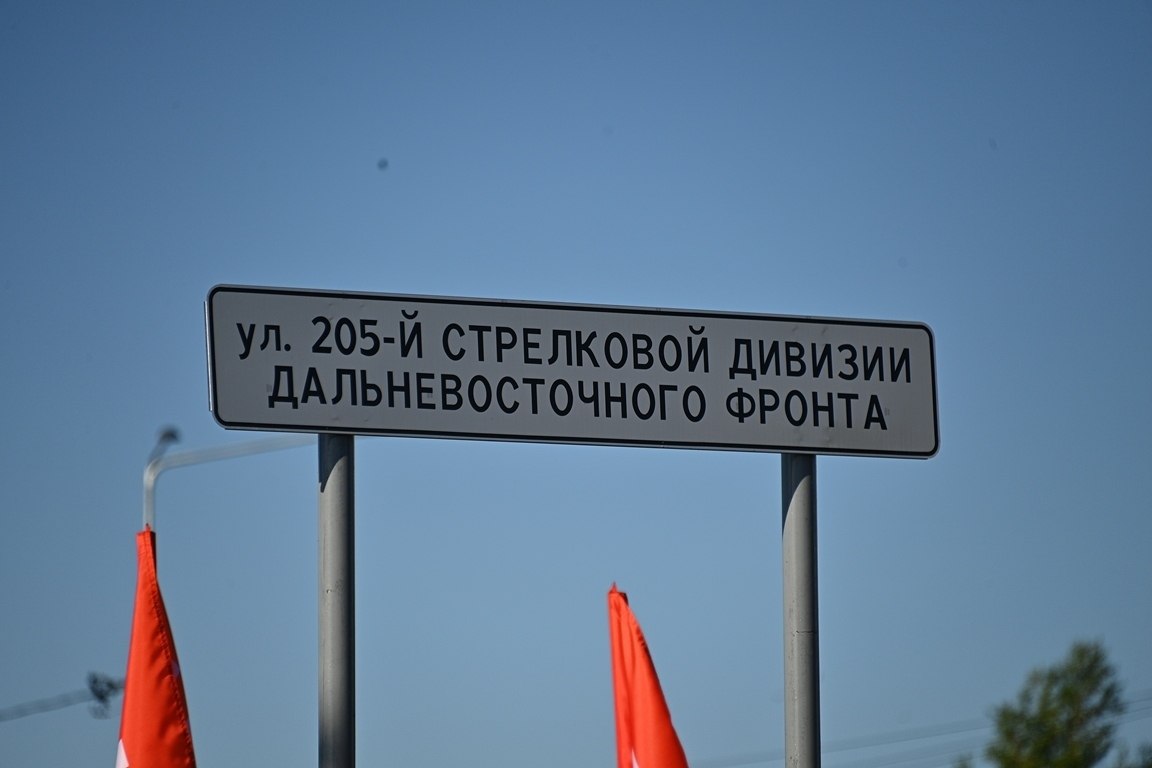 ул. 205-Й СТРЕЛКОВОЙ ДИВИЗИИ
ДАЛЬНЕВОСТОЧНОГО ФРОНТА